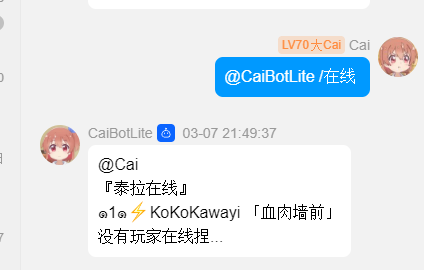 LV70大Cai Cai
@CaiBotLite /在线
CaiBotLite 03-07 21:49:37
@Cai
『泰拉在线』
๑1๑⚡KoKoKawayi 「血肉墙前」
没有玩家在线捏...